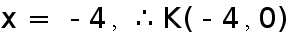 x = - 4 , ∴ K( - 4 , 0)